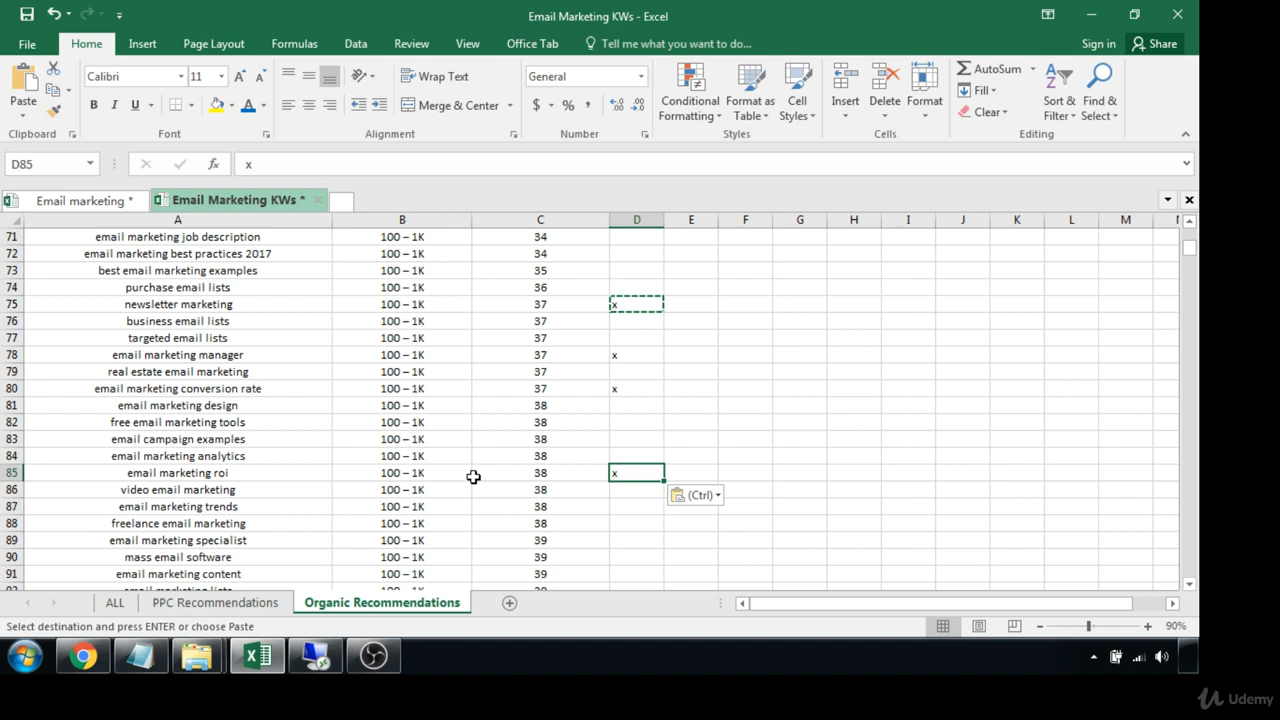 Email Marketing KWs - Excel
File Home Insert Page Layout Formulas Data Review View Office Tab Tell me what you want to do... Sign in Share
Paste
Calibri 11
B I U
Wrap Text
Merge & Center
General
$ % ,
Conditional Formatting
Format as Table
Cell Styles
Insert Delete Format
AutoSum
Fill
Clear
Sort & Filter
Find & Select
Clipboard Font Alignment Number Styles Cells Editing
D85 fx x
Email marketing * Email Marketing KWs *
A B C D E F G H I J K L M
71 email marketing job description 100 – 1K 34
72 email marketing best practices 2017 100 – 1K 34
73 best email marketing examples 100 – 1K 35
74 purchase email lists 100 – 1K 36
75 newsletter marketing 100 – 1K 37 x
76 business email lists 100 – 1K 37
77 targeted email lists 100 – 1K 37
78 email marketing manager 100 – 1K 37 x
79 real estate email marketing 100 – 1K 37
80 email marketing conversion rate 100 – 1K 37 x
81 email marketing design 100 – 1K 38
82 free email marketing tools 100 – 1K 38
83 email campaign examples 100 – 1K 38
84 email marketing analytics 100 – 1K 38
85 email marketing roi 100 – 1K 38 x
86 video email marketing 100 – 1K 38
(Ctrl)
87 email marketing trends 100 – 1K 38
88 freelance email marketing 100 – 1K 38
89 email marketing specialist 100 – 1K 39
90 mass email software 100 – 1K 39
91 email marketing content 100 – 1K 39
ALL PPC Recommendations Organic Recommendations
Select destination and press ENTER or choose Paste 90%
Udemy